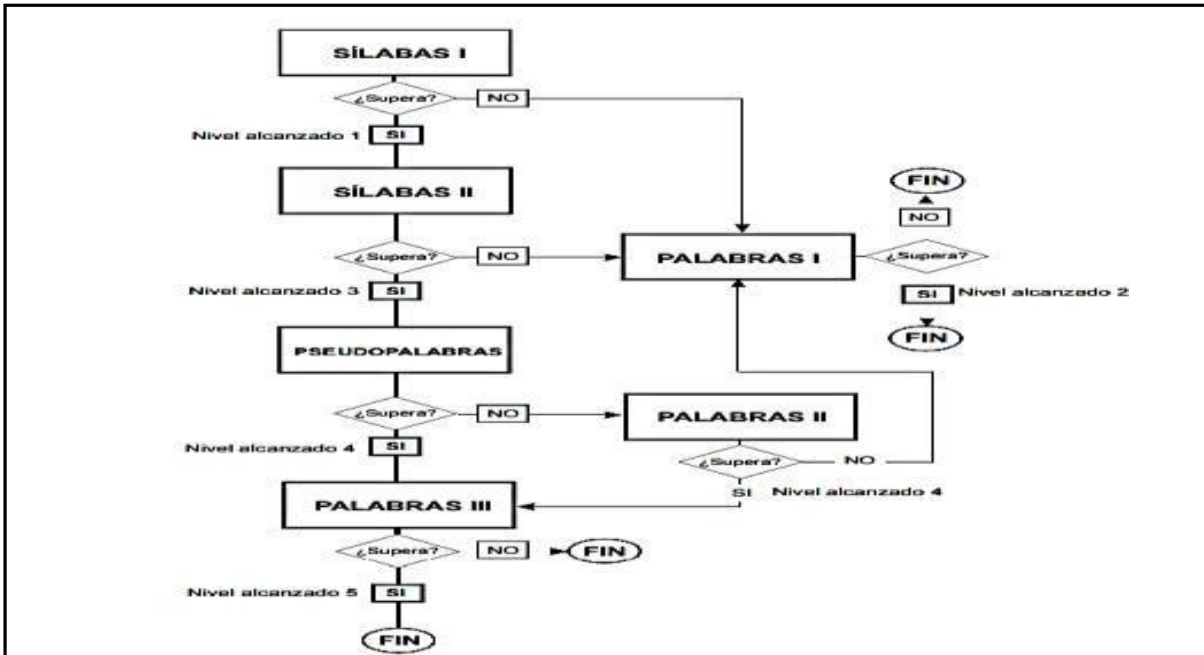 SÍLABAS I
¿Supera?
NO
Nivel alcanzado 1
SI
SÍLABAS II
FIN
NO
¿Supera?
NO
PALABRAS I
¿Supera?
Nivel alcanzado 3
SI
SI
Nivel alcanzado 2
FIN
PSEUDOPALABRAS
¿Supera?
NO
PALABRAS II
Nivel alcanzado 4
SI
¿Supera?
NO
SI
Nivel alcanzado 4
PALABRAS III
¿Supera?
NO
FIN
Nivel alcanzado 5
SI
FIN